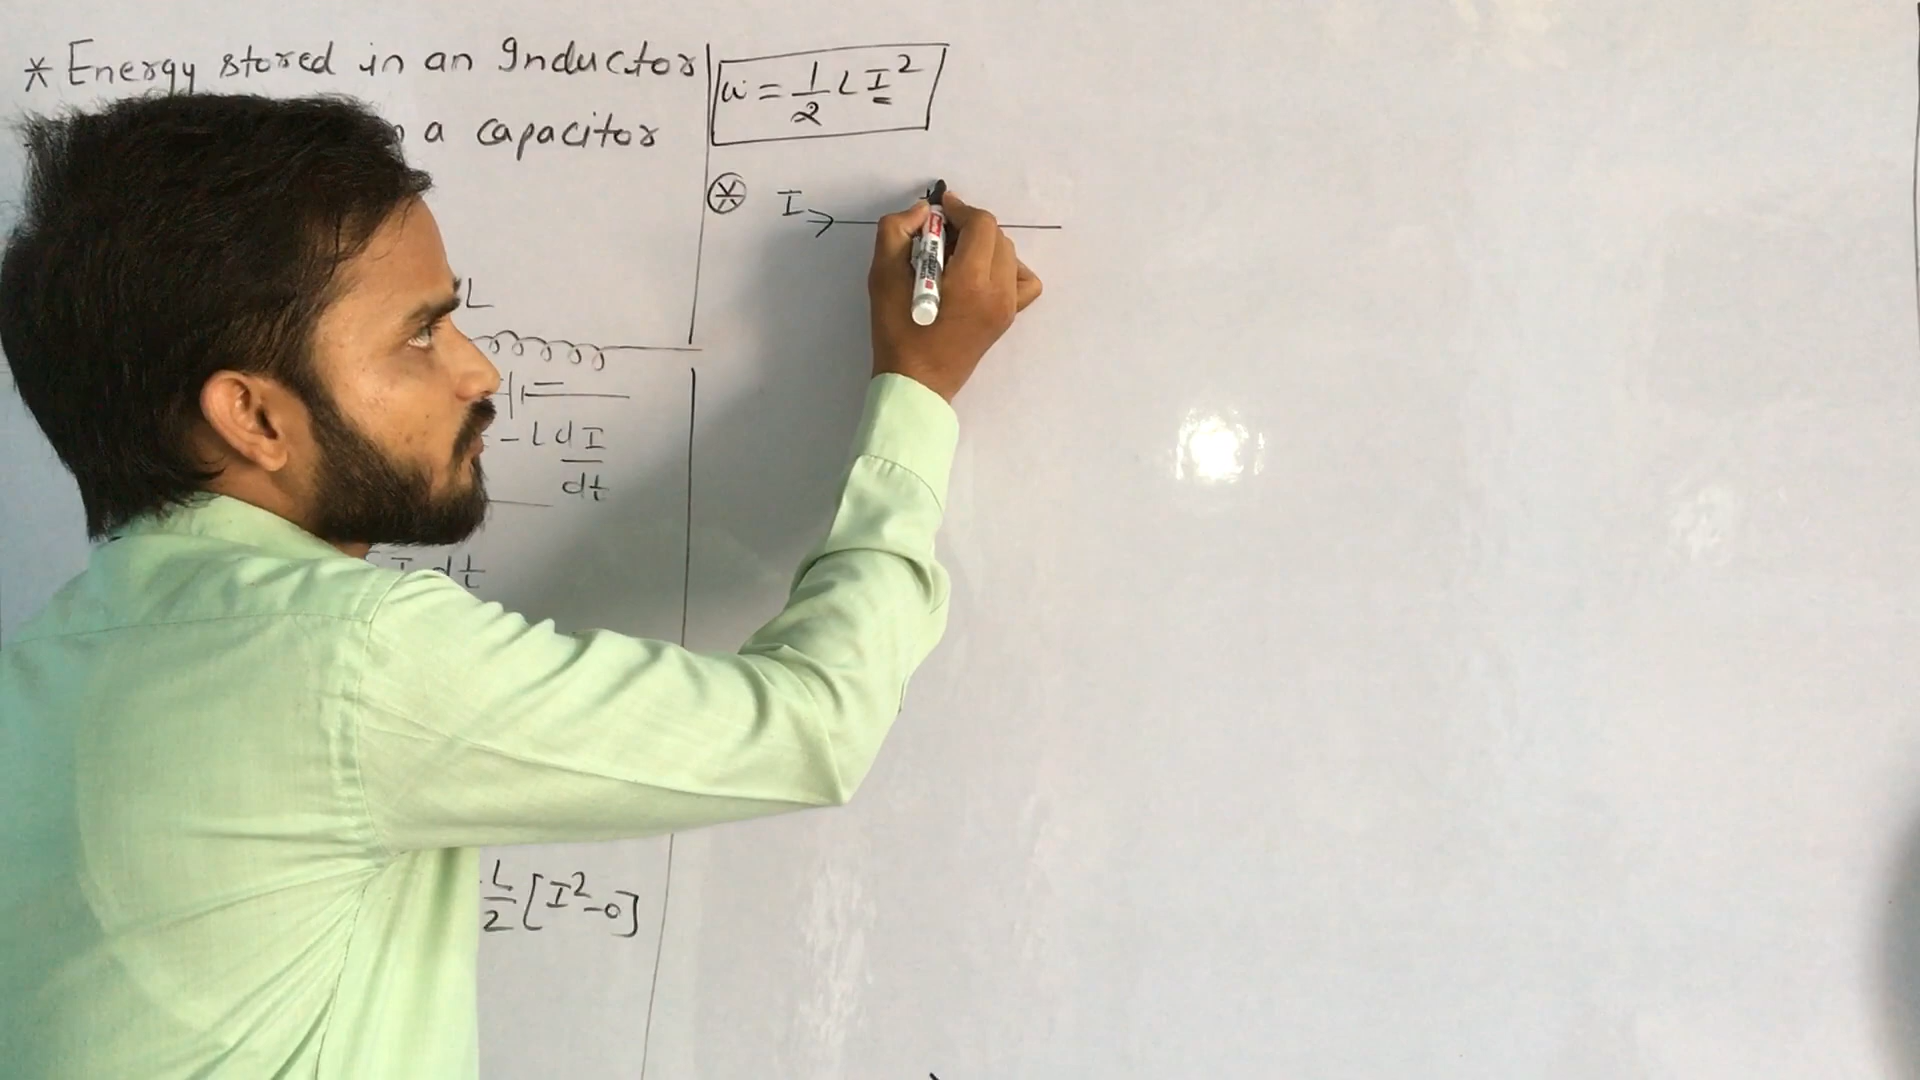 * Energy stored in an Inductor
a capacitor
L
- L dI
dt
I dt
L/2 [I²-0]
W = 1/2 L I²
* I